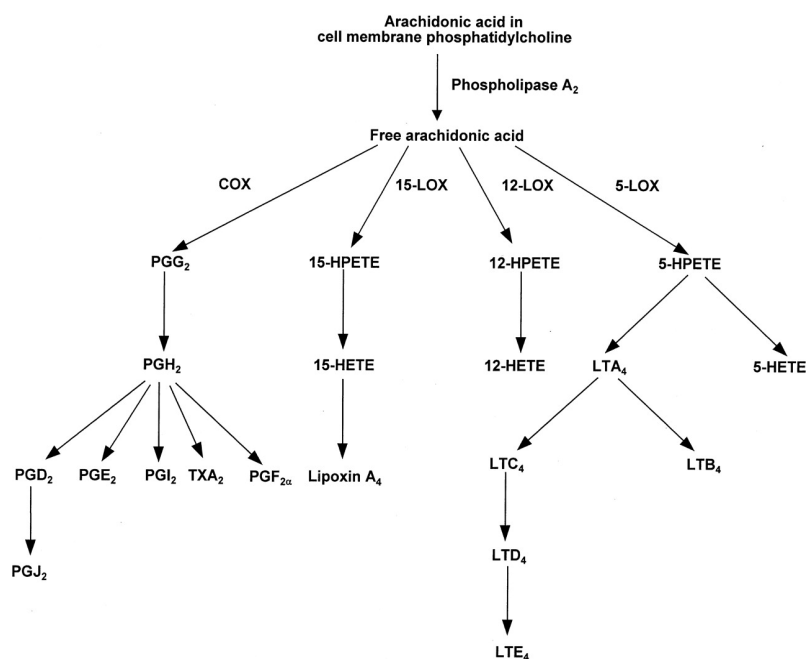 Arachidonic acid in
cell membrane phosphatidylcholine
Phospholipase A₂
Free arachidonic acid
COX
15-LOX
12-LOX
5-LOX
PGG₂
15-HPETE
12-HPETE
5-HPETE
PGH₂
15-HETE
12-HETE
LTA₄
5-HETE
PGD₂
PGE₂
PGI₂
TXA₂
PGF₂α
Lipoxin A₄
LTC₄
LTB₄
LTD₄
PGJ₂
LTE₄